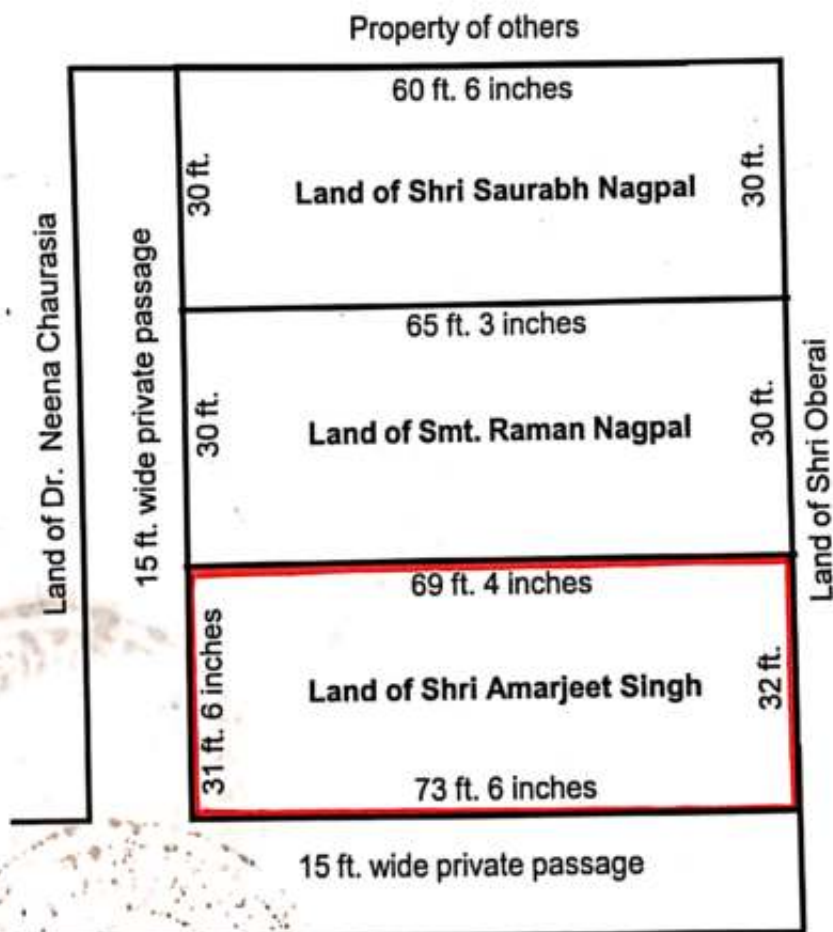 Property of others
60 ft. 6 inches
30 ft.
Land of Shri Saurabh Nagpal
30 ft.
Land of Dr. Neena Chaurasia
15 ft. wide private passage
65 ft. 3 inches
30 ft.
Land of Smt. Raman Nagpal
30 ft.
Land of Shri Oberai
69 ft. 4 inches
31 ft. 6 inches
Land of Shri Amarjeet Singh
32 ft.
73 ft. 6 inches
15 ft. wide private passage